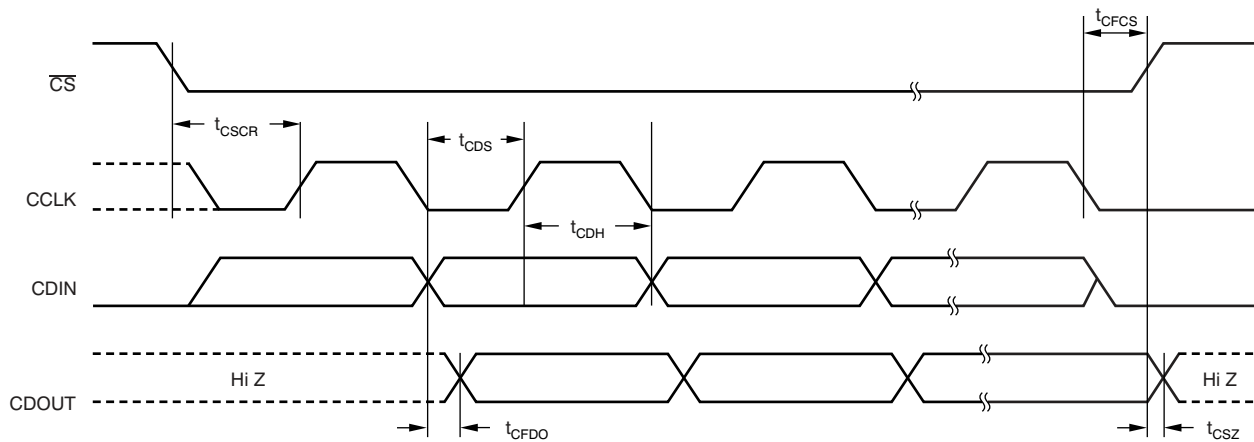 tCFCS
CS
tCSCR
tCDS
CCLK
tCDH
CDIN
Hi Z
Hi Z
CDOUT
tCFDO
tCSZ